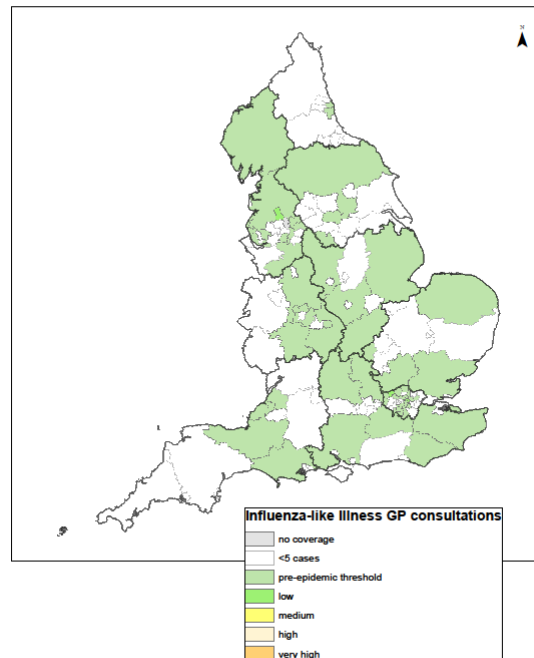 N
Influenza-like Illness GP consultations
no coverage
<5 cases
pre-epidemic threshold
low
medium
high
very high